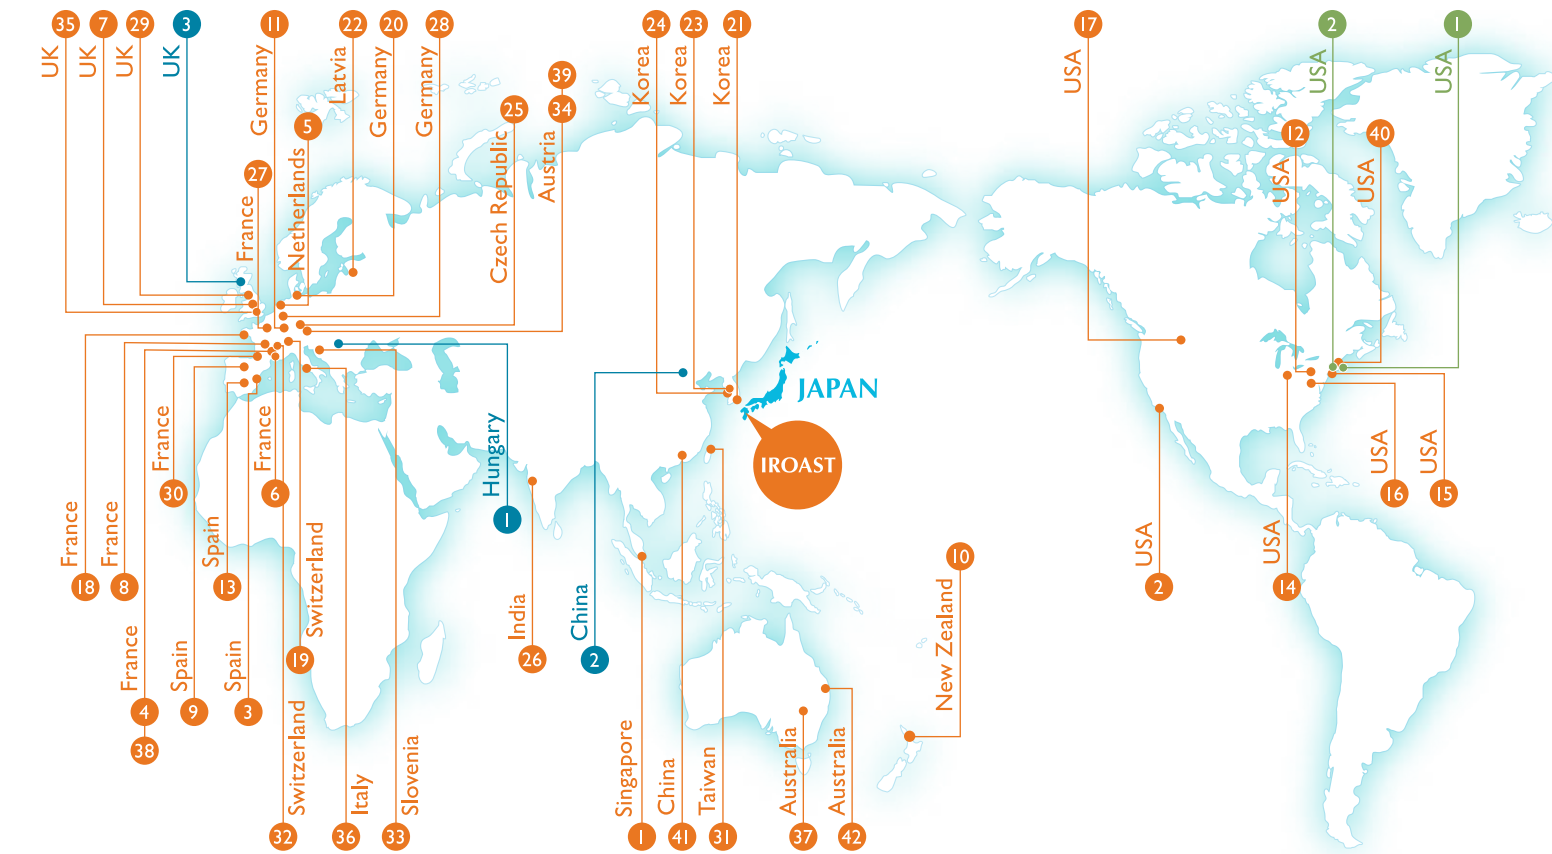 35
UK
7
UK
29
UK
3
UK
11
Germany
22
Latvia
20
Germany
28
Germany
24
Korea
23
Korea
21
Korea
17
USA
2
USA
1
USA
39
34
Austria
25
Czech Republic
5
Netherlands
27
France
12
USA
40
USA
JAPAN
IROAST
30
France
6
France
Hungary
1
USA
16
USA
15
France
18
France
8
Spain
13
Switzerland
19
India
26
China
2
New Zealand
10
USA
2
USA
14
France
4
38
Spain
9
Spain
3
Switzerland
32
Italy
36
Slovenia
33
Singapore
1
China
41
Taiwan
31
Australia
37
Australia
42